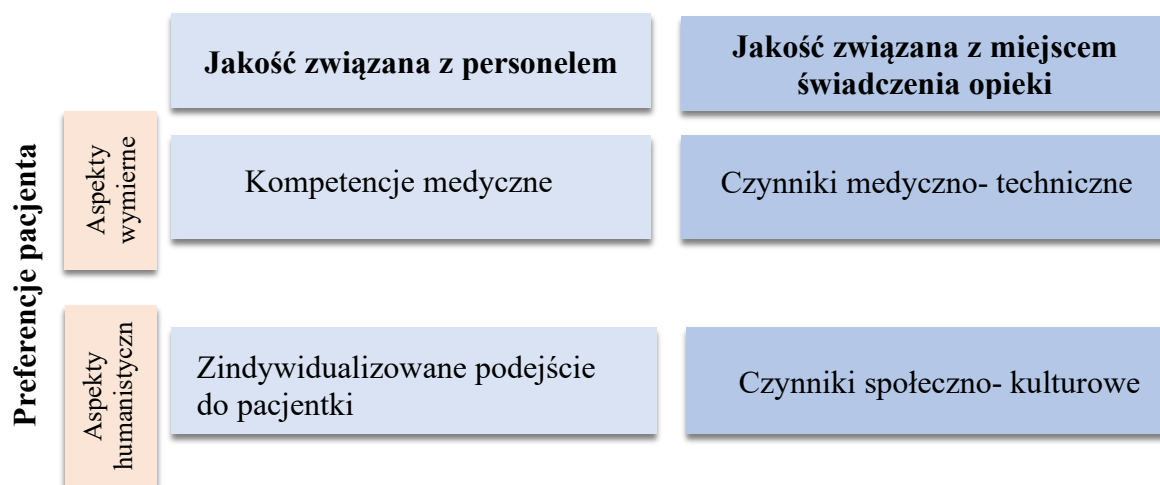 Jakość związana z personelem
Jakość związana z miejscem
świadczenia opieki
Preferencje pacjenta
Aspekty
wymierne
Kompetencje medyczne
Czynniki medyczno- techniczne
Aspekty
humanistyczn
Zindywidualizowane podejście
do pacjentki
Czynniki społeczno- kulturowe